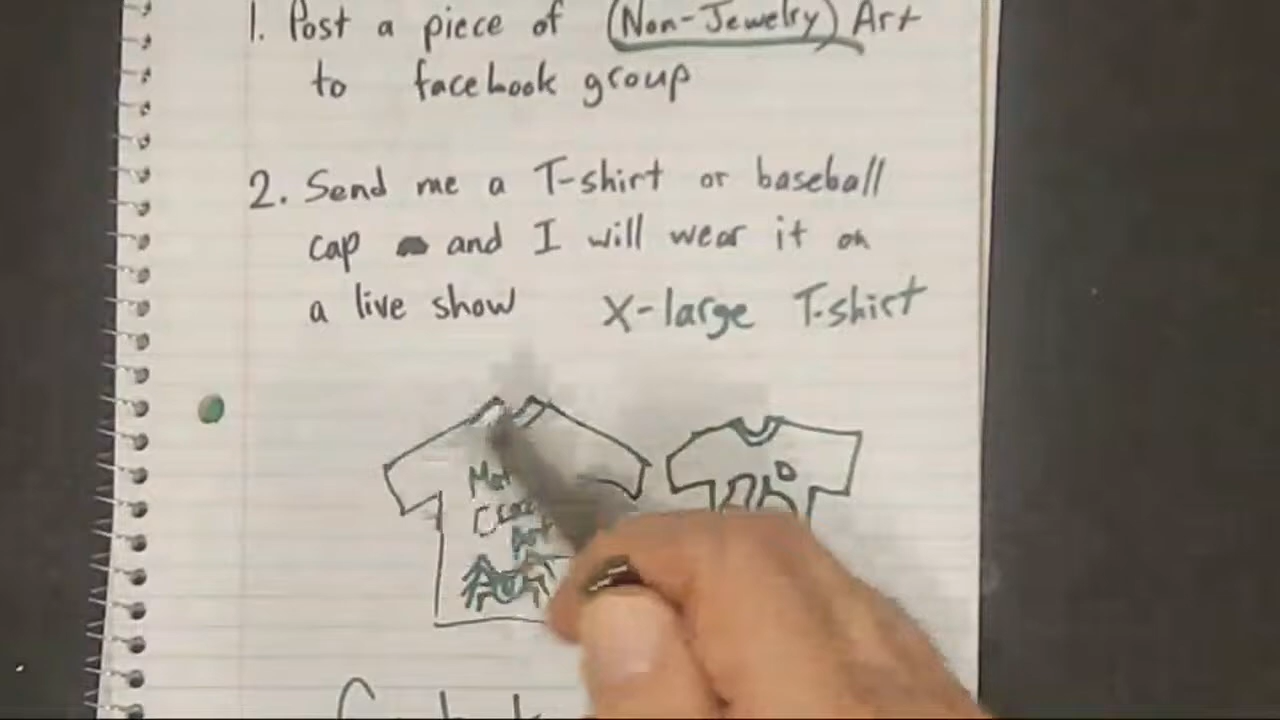 1. Post a piece of (Non-Jewelry) Art
to facebook group
2. Send me a T-shirt or baseball
cap and I will wear it on
a live show X-large T-shirt
Art